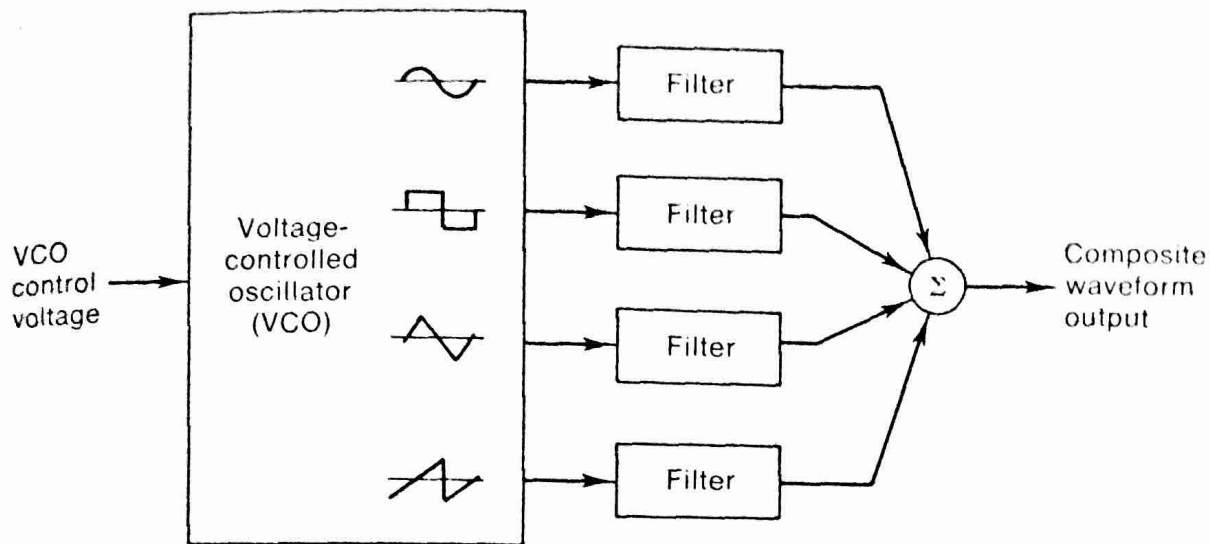 Filter
Filter
VCO
control
voltage
Voltage-
controlled
oscillator
(VCO)
Σ
Composite
waveform
output
Filter
Filter